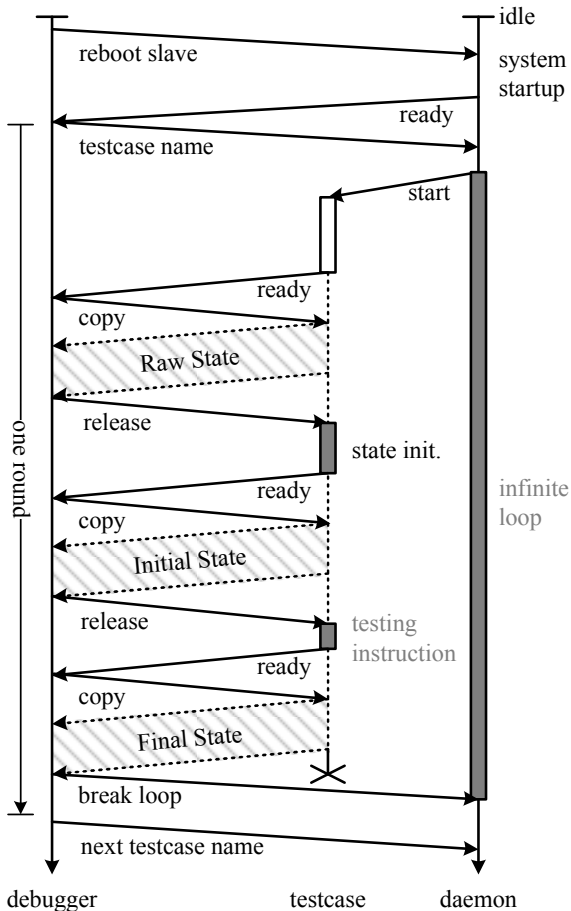 idle
reboot slave
system
startup
ready
testcase name
start
ready
copy
Raw State
release
state init.
one round
ready
infinite
loop
copy
Initial State
release
testing
instruction
ready
copy
Final State
break loop
next testcase name
debugger
testcase
daemon